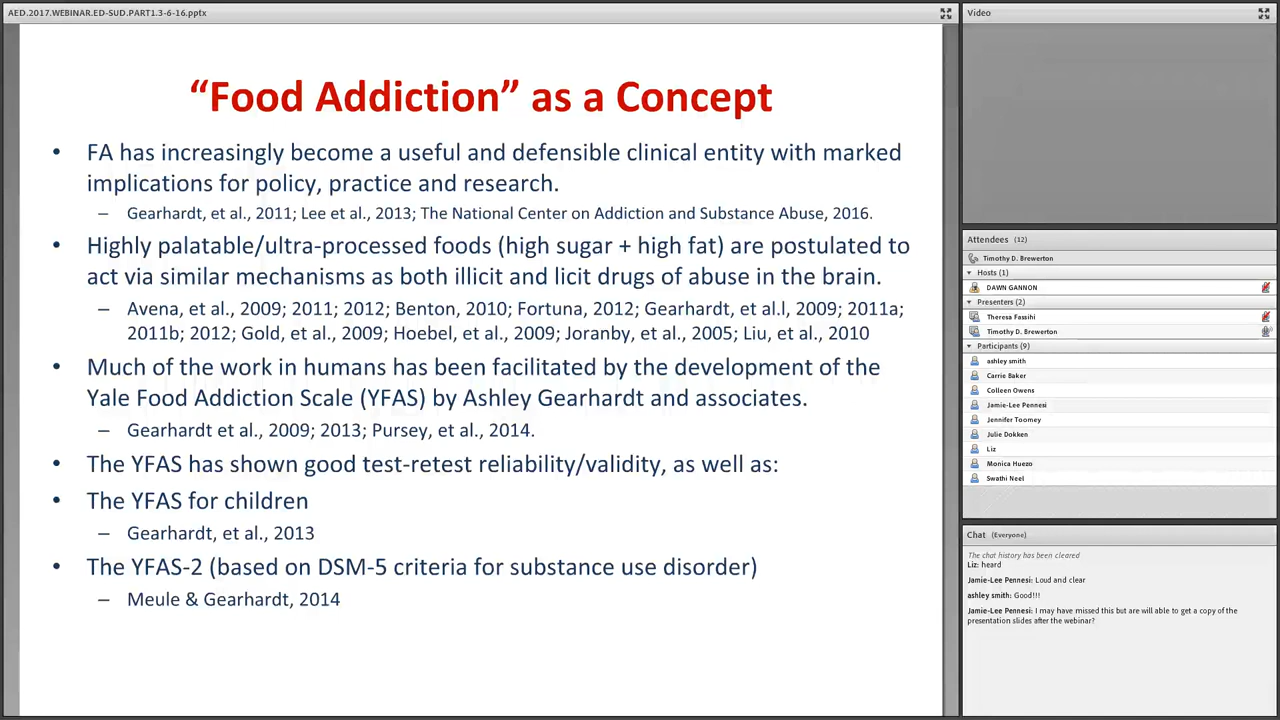 AED.2017.WEBINAR.ED-SUD.PART1.3-6-16.pptx
“Food Addiction” as a Concept
• FA has increasingly become a useful and defensible clinical entity with marked
implications for policy, practice and research.
– Gearhardt, et al., 2011; Lee et al., 2013; The National Center on Addiction and Substance Abuse, 2016.
• Highly palatable/ultra-processed foods (high sugar + high fat) are postulated to
act via similar mechanisms as both illicit and licit drugs of abuse in the brain.
– Avena, et al., 2009; 2011; 2012; Benton, 2010; Fortuna, 2012; Gearhardt, et al.l, 2009; 2011a;
2011b; 2012; Gold, et al., 2009; Hoebel, et al., 2009; Joranby, et al., 2005; Liu, et al., 2010
• Much of the work in humans has been facilitated by the development of the
Yale Food Addiction Scale (YFAS) by Ashley Gearhardt and associates.
– Gearhardt et al., 2009; 2013; Pursey, et al., 2014.
• The YFAS has shown good test-retest reliability/validity, as well as:
• The YFAS for children
– Gearhardt, et al., 2013
• The YFAS-2 (based on DSM-5 criteria for substance use disorder)
– Meule & Gearhardt, 2014
Video
Attendees (12)
Timothy D. Brewerton
Hosts (1)
DAWN GANNON
Presenters (2)
Theresa Fassihi
Timothy D. Brewerton
Participants (9)
ashley smith
Carrie Baker
Colleen Owens
Jamie-Lee Pennesi
Jennifer Toomey
Julie Dokken
Liz
Monica Huezo
Swathi Neel
Chat (Everyone)
The chat history has been cleared
Liz: heard
Jamie-Lee Pennesi: Loud and clear
ashley smith: Good!!!
Jamie-Lee Pennesi: I may have missed this but are will able to get a copy of the
presentation slides after the webinar?